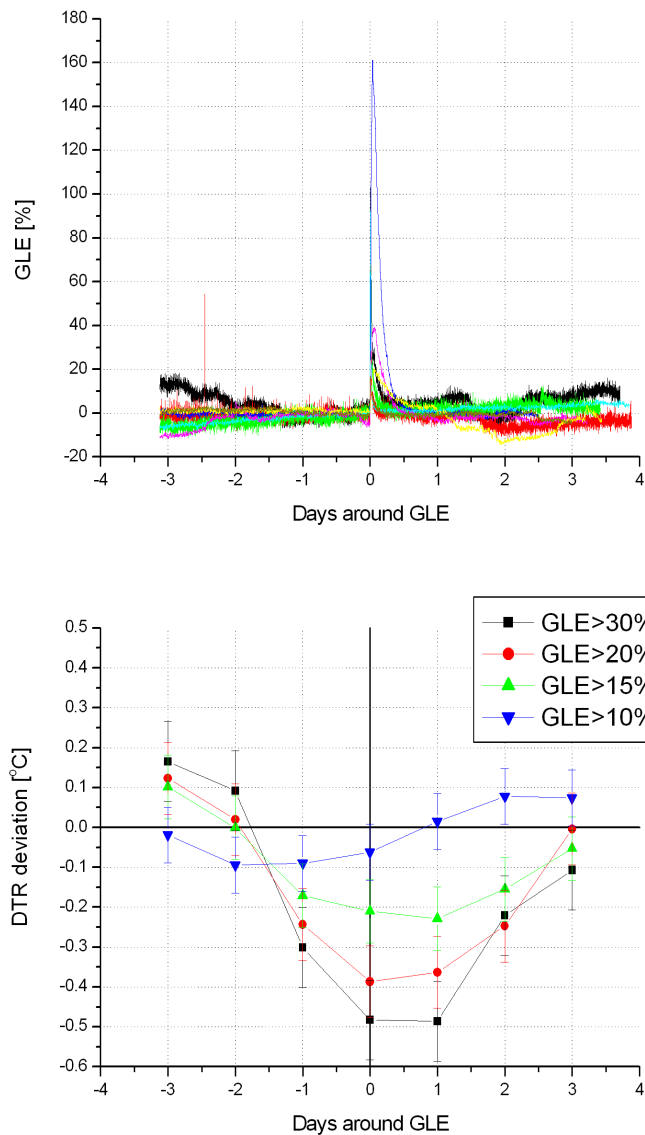 180
160
140
120
100
80
60
40
20
0
-20
GLE [%]
-4 -3 -2 -1 0 1 2 3 4
Days around GLE
GLE>30%
GLE>20%
GLE>15%
GLE>10%
0.5
0.4
0.3
0.2
0.1
0.0
-0.1
-0.2
-0.3
-0.4
-0.5
-0.6
DTR deviation [°C]
-4 -3 -2 -1 0 1 2 3 4
Days around GLE